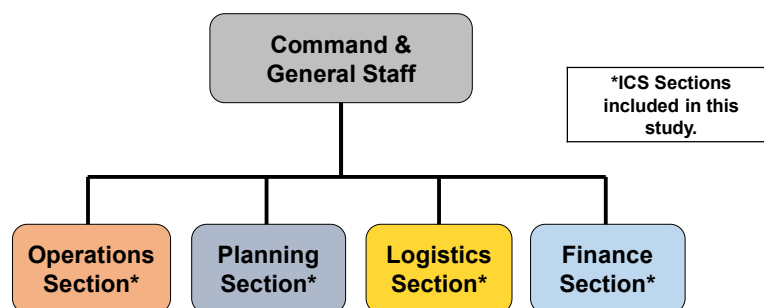 Command &
General Staff
*ICS Sections
included in this
study.
Operations
Section*
Planning
Section*
Logistics
Section*
Finance
Section*